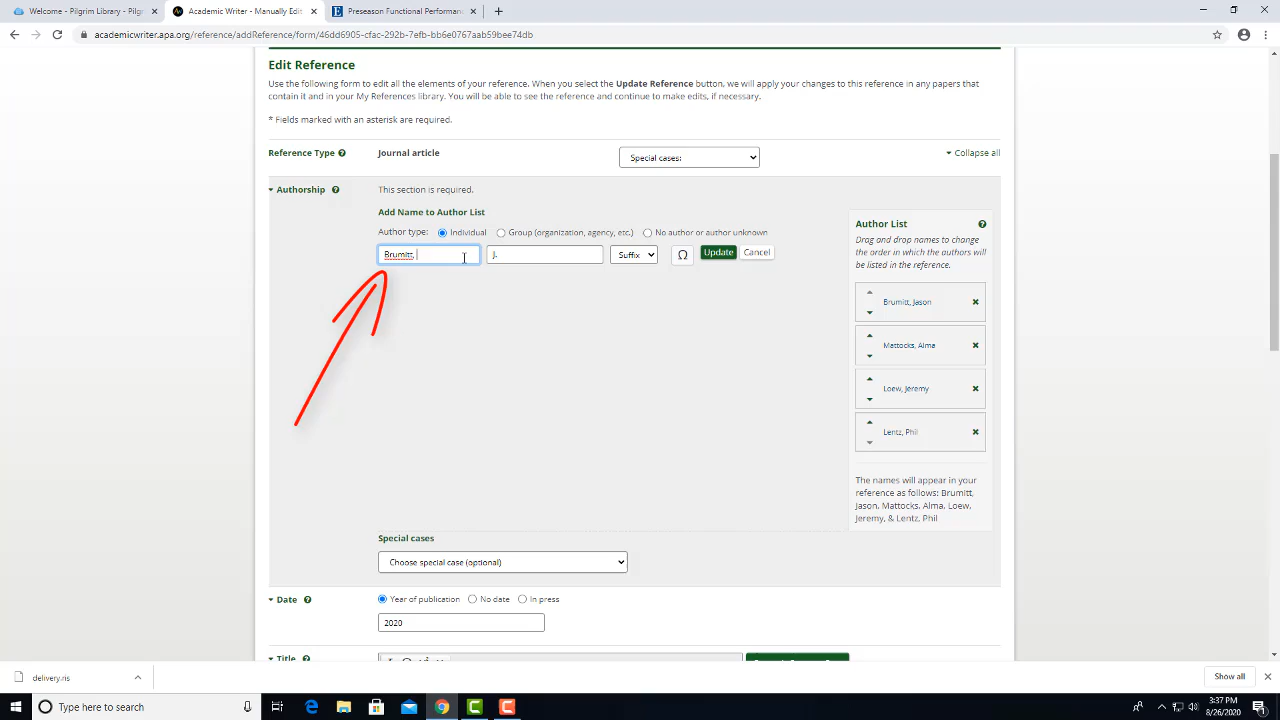 Welcome - Pilgrim Library - Pilgr
Academic Writer - Manually Edit
Preseason Functional Performanc
academicwriter.apa.org/reference/addReference/form/46dd6905-cfac-292b-7efb-bb6e0767aab59bee74db
Edit Reference
Use the following form to edit all the elements of your reference. When you select the Update Reference button, we will apply your changes to this reference in any papers that
contain it and in your My References library. You will be able to see the reference and continue to make edits, if necessary.
* Fields marked with an asterisk are required.
Reference Type
Journal article
Special cases:
Collapse all
Authorship
This section is required.
Add Name to Author List
Author type:
Individual
Group (organization, agency, etc.)
No author or author unknown
Brumitt,
J.
Suffix
Ω
Update
Cancel
Author List
Drag and drop names to change
the order in which the authors will
be listed in the reference.
Brumitt, Jason
Mattocks, Alma
Loew, Jeremy
Lentz, Phil
The names will appear in your
reference as follows: Brumitt,
Jason, Mattocks, Alma, Loew,
Jeremy, & Lentz, Phil
Special cases
Choose special case (optional)
Date
Year of publication
No date
In press
2020
Title
delivery.ris
Show all
Type here to search
3:37 PM
8/26/2020